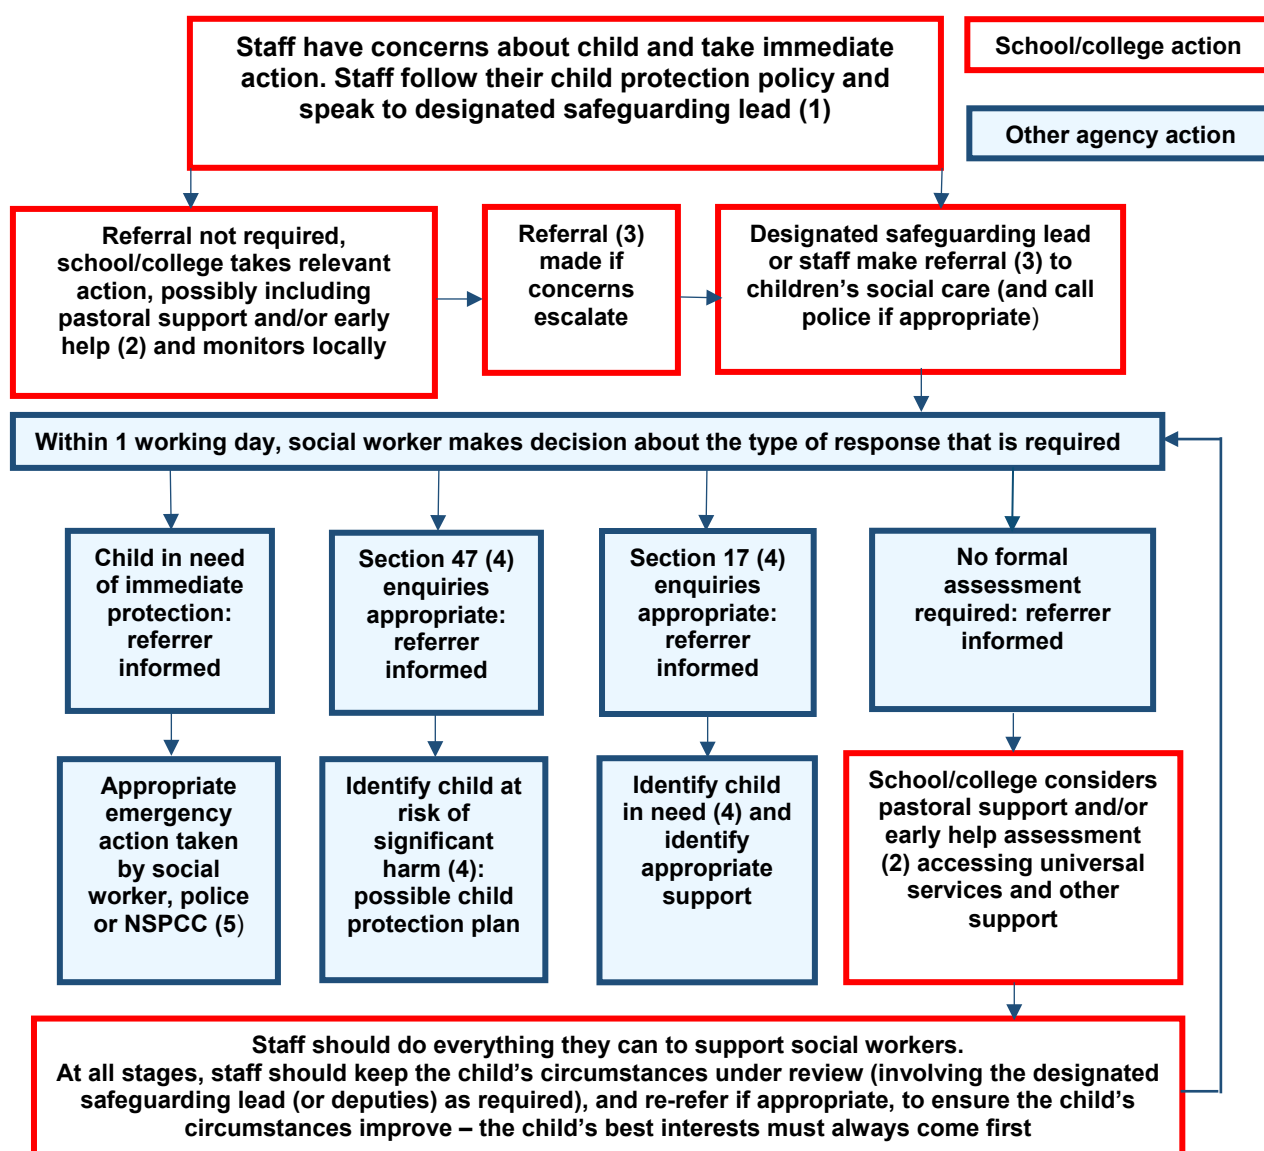 Staff have concerns about child and take immediate
action. Staff follow their child protection policy and
speak to designated safeguarding lead (1)
School/college action
Other agency action
Referral not required,
school/college takes relevant
action, possibly including
pastoral support and/or early
help (2) and monitors locally
Referral (3)
made if
concerns
escalate
Designated safeguarding lead
or staff make referral (3) to
children’s social care (and call
police if appropriate)
Within 1 working day, social worker makes decision about the type of response that is required
Child in need
of immediate
protection:
referrer
informed
Section 47 (4)
enquiries
appropriate:
referrer
informed
Section 17 (4)
enquiries
appropriate:
referrer
informed
No formal
assessment
required: referrer
informed
Appropriate
emergency
action taken
by social
worker, police
or NSPCC (5)
Identify child at
risk of
significant
harm (4):
possible child
protection plan
Identify child
in need (4) and
identify
appropriate
support
School/college considers
pastoral support and/or
early help assessment
(2) accessing universal
services and other
support
Staff should do everything they can to support social workers.
At all stages, staff should keep the child’s circumstances under review (involving the designated
safeguarding lead (or deputies) as required), and re-refer if appropriate, to ensure the child’s
circumstances improve – the child’s best interests must always come first